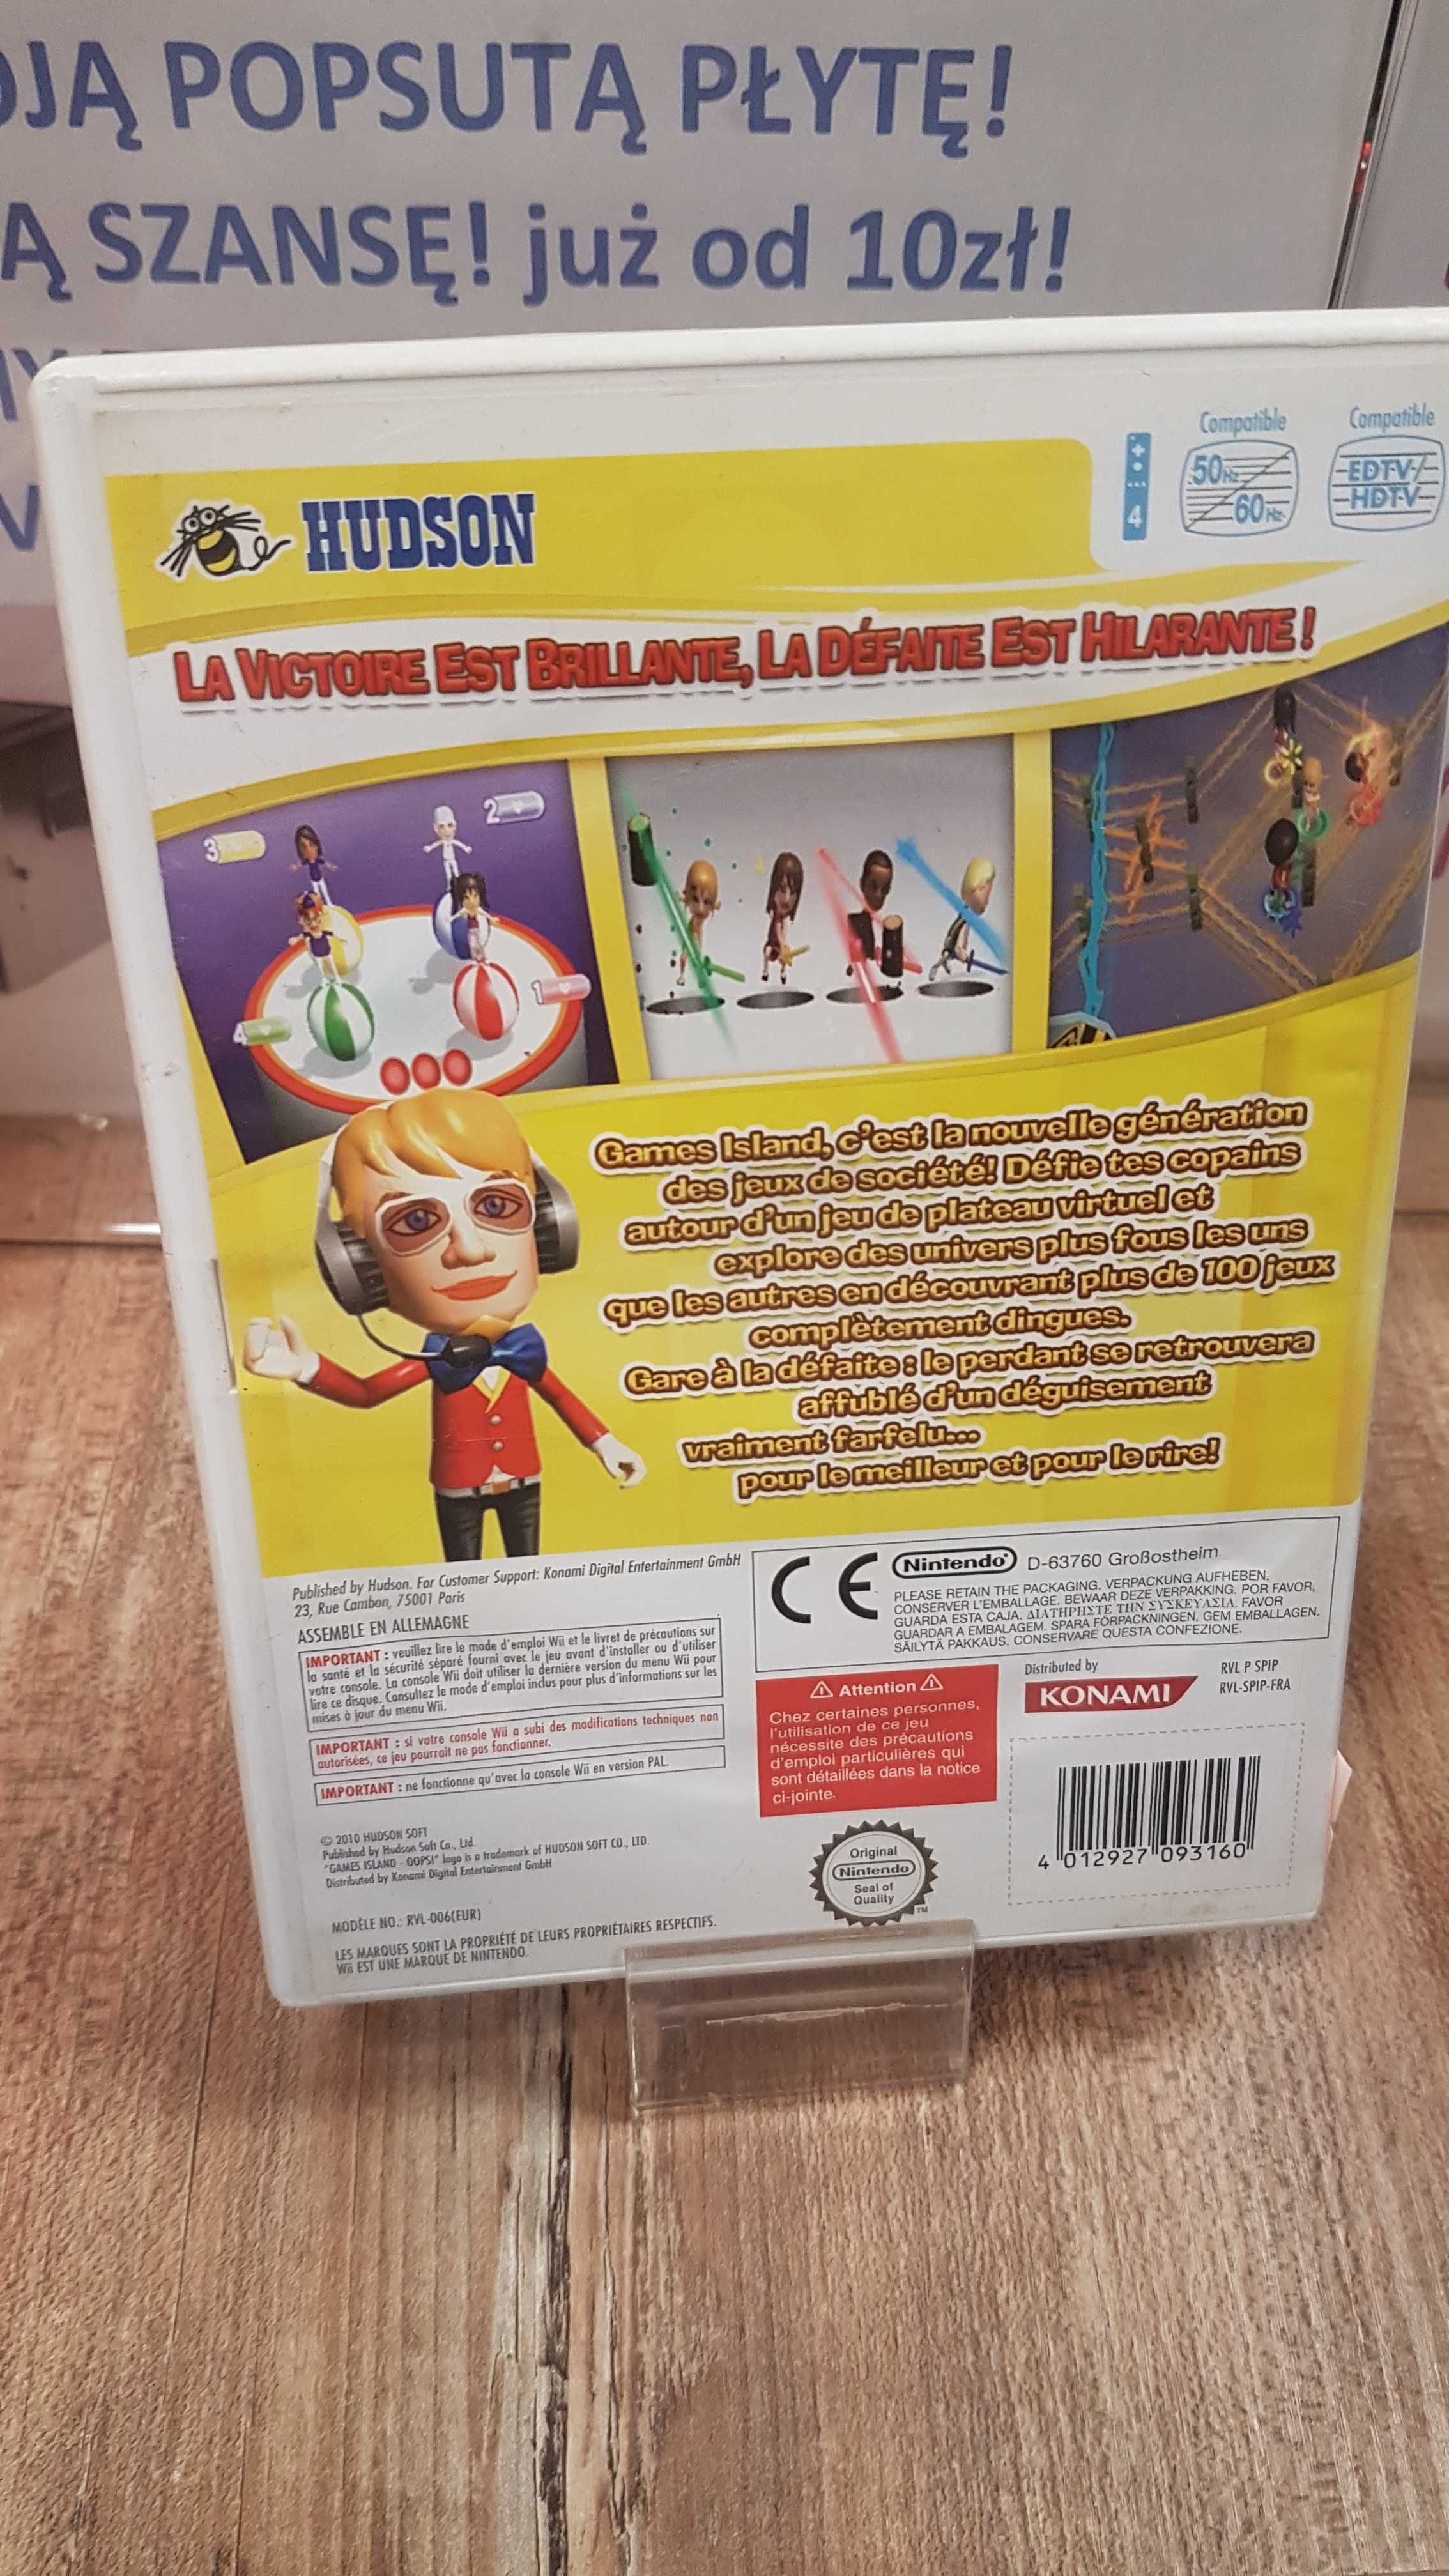 OJĄ POPSUTĄ PŁYTĘ!
Ą SZANSĘ! już od 10zł!
Compatible
50Hz
60Hz
Compatible
EDTV/
HDTV
4
HUDSON
LA VICTOIRE EST BRILLANTE, LA DÉFAITE EST HILARANTE !
3
2
1
4
Games Island, c'est la nouvelle génération
des jeux de société! Défie tes copains
autour d'un jeu de plateau virtuel et
explore des univers plus fous les uns
que les autres en découvrant plus de 100 jeux
complètement dingues.
Gare à la défaite : le perdant se retrouvera
affublé d'un déguisement
vraiment farfelu...
pour le meilleur et pour le rire!
Published by Hudson. For Customer Support: Konami Digital Entertainment GmbH
23, Rue Cambon, 75001 Paris
ASSEMBLE EN ALLEMAGNE
IMPORTANT : veuillez lire le mode d'emploi Wii et le livret de précautions sur
la santé et la sécurité séparé fourni avec le jeu avant d'installer ou d'utiliser
votre console. La console Wii doit utiliser la dernière version du menu Wii pour
lire ce disque. Consultez le mode d'emploi inclus pour plus d'informations sur les
mises à jour du menu Wii.
IMPORTANT : si votre console Wii a subi des modifications techniques non
autorisées, ce jeu pourrait ne pas fonctionner.
IMPORTANT : ne fonctionne qu'avec la console Wii en version PAL.
© 2010 HUDSON SOFT
Published by Hudson Soft Co., Ltd.
"GAMES ISLAND - OOPS!" logo is a trademark of HUDSON SOFT CO., LTD.
Distributed by Konami Digital Entertainment GmbH
MODÈLE NO.: RVL-006(EUR)
LES MARQUES SONT LA PROPRIÉTÉ DE LEURS PROPRIÉTAIRES RESPECTIFS.
Wii EST UNE MARQUE DE NINTENDO.
CE
Nintendo D-63760 Großostheim
PLEASE RETAIN THE PACKAGING. VERPACKUNG AUFHEBEN.
CONSERVER L'EMBALLAGE. BEWAAR DEZE VERPAKKING. POR FAVOR,
GUARDA ESTA CAJA. ΔΙΑΤΗΡΗΣΤΕ ΤΗΝ ΣΥΣΚΕΥΑΣΙΑ. FAVOR
GUARDAR A EMBALAGEM. SPARA FÖRPACKNINGEN. GEM EMBALLAGEN.
SÄILYTÄ PAKKAUS. CONSERVARE QUESTA CONFEZIONE.
Attention
Chez certaines personnes,
l'utilisation de ce jeu
nécessite des précautions
d'emploi particulières qui
sont détaillées dans la notice
ci-jointe.
Distributed by
KONAMI
RVL P SPIP
RVL-SPIP-FRA
Original
Nintendo
Seal of
Quality
TM
4 012927 093160